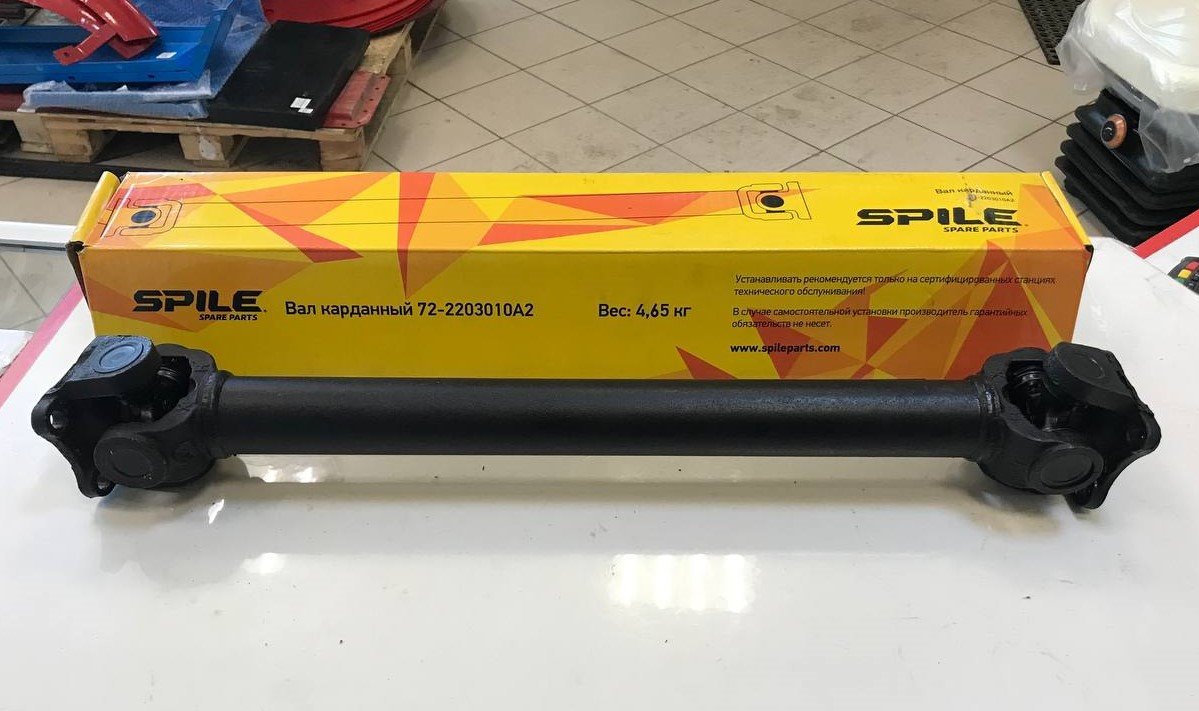 Вал карданный
SPILE
SPARE PARTS
SPILE.
SPARE PARTS
Вал карданный 72-2203010А2
Вес: 4,65 кг
Устанавливать рекомендуется только на сертифицированных станциях
технического обслуживания!
В случае самостоятельной установки производитель гарантийных
обязательств не несет.
www.spileparts.com